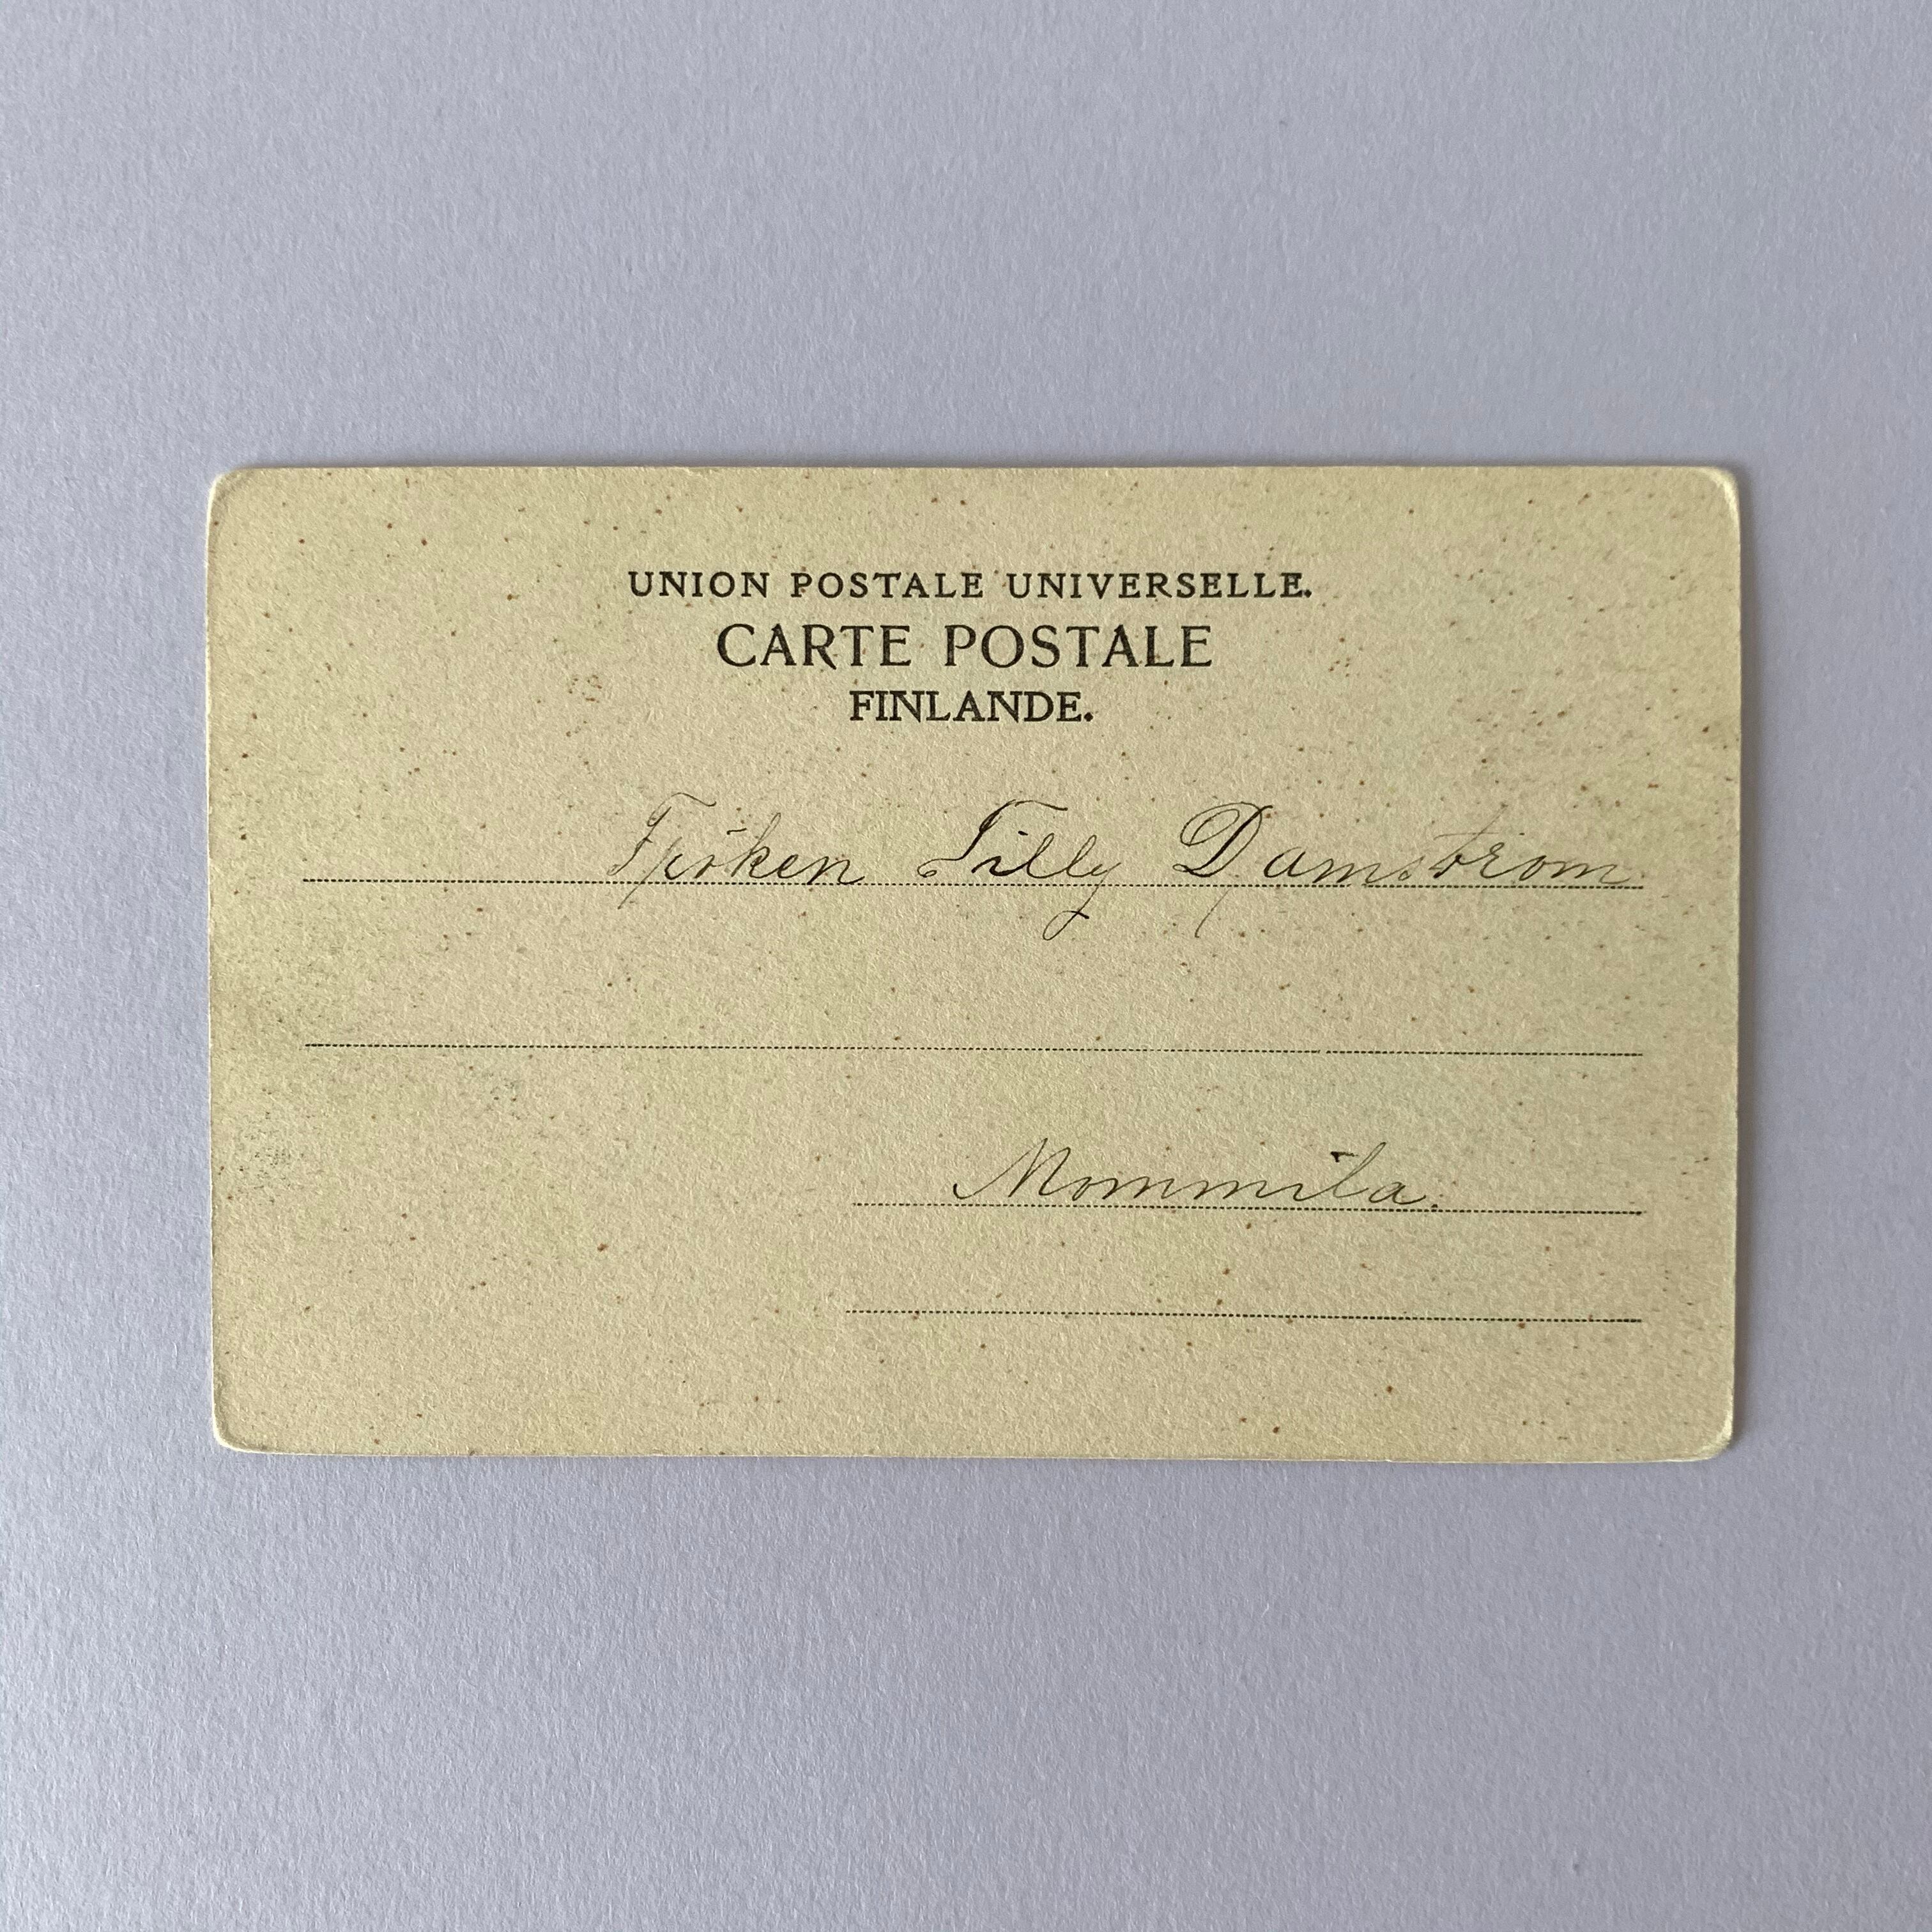 UNION POSTALE UNIVERSELLE.
CARTE POSTALE
FINLANDE.
Fröken Tilly Damström
Mommila.